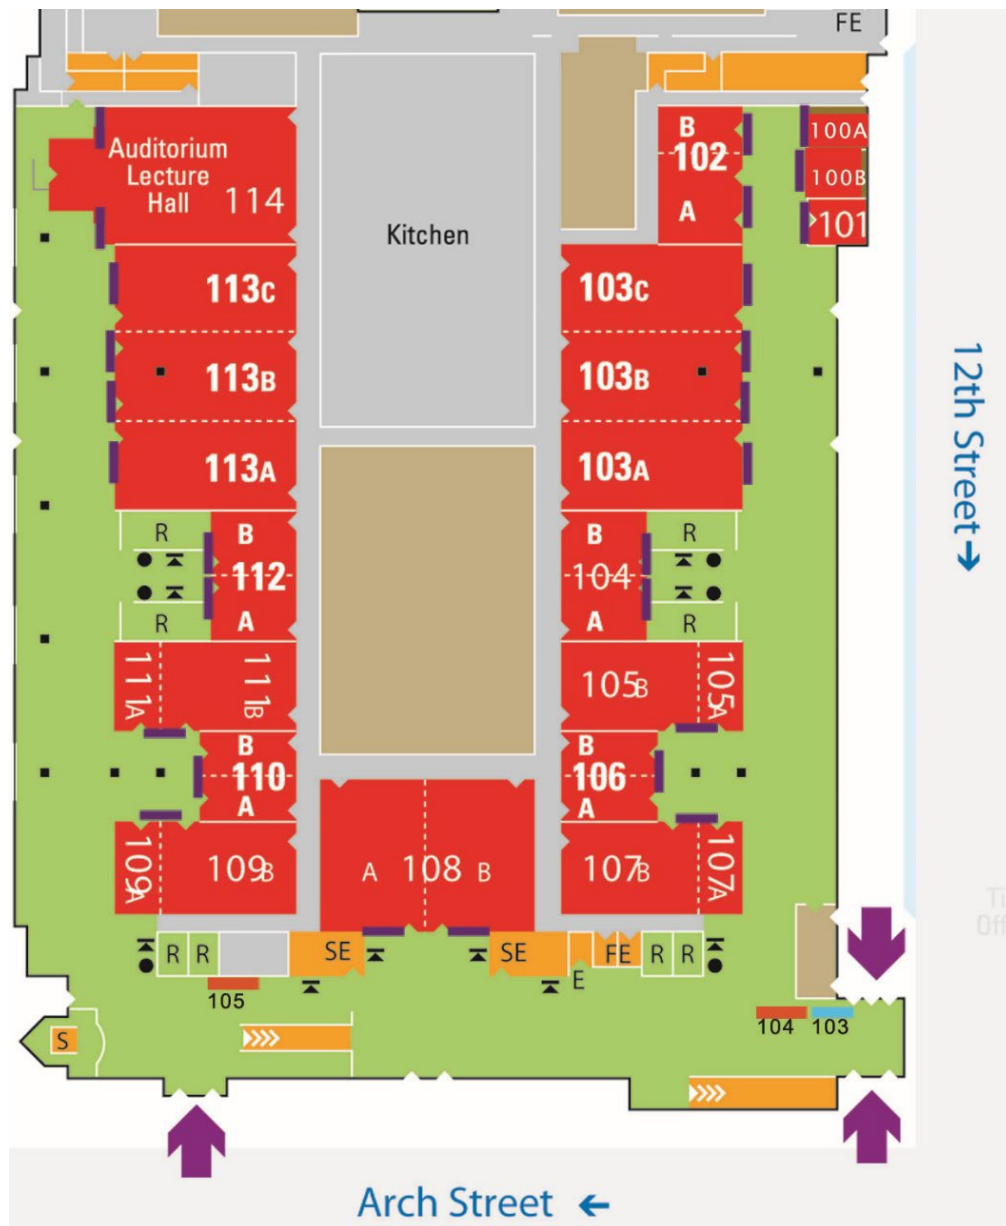 FE
Auditorium
Lecture
Hall 114
Kitchen
B
102
A
100A
100B
101
113C
103C
113B
103B
113A
103A
12th Street
R
B
112
A
R
B
104
A
R
R
111A
111B
105B
105A
B
110
A
B
106
A
109A
109B
A 108 B
107B
107A
R R
SE
SE
E
FE
R R
105
104 103
S
Arch Street